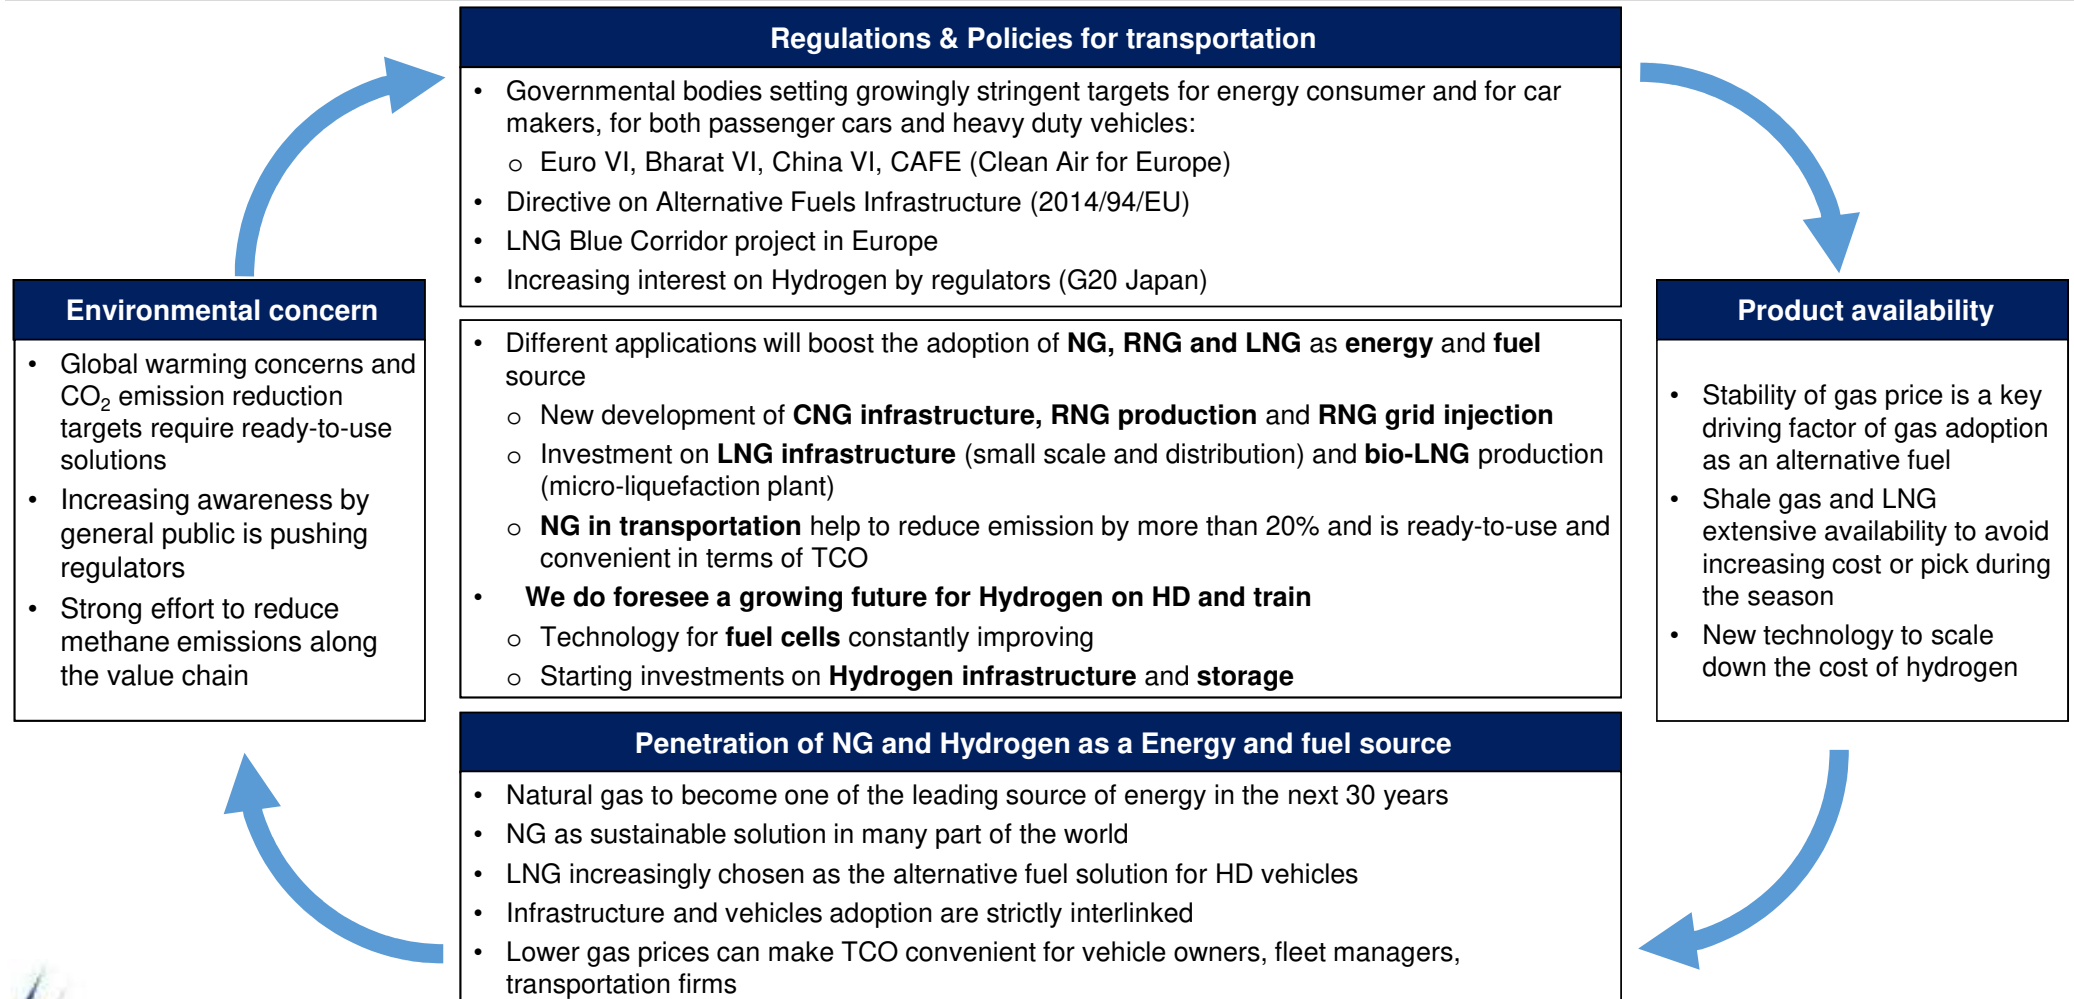 Regulations & Policies for transportation
• Governmental bodies setting growingly stringent targets for energy consumer and for car
makers, for both passenger cars and heavy duty vehicles:
o Euro VI, Bharat VI, China VI, CAFE (Clean Air for Europe)
• Directive on Alternative Fuels Infrastructure (2014/94/EU)
• LNG Blue Corridor project in Europe
• Increasing interest on Hydrogen by regulators (G20 Japan)
Environmental concern
• Global warming concerns and
CO₂ emission reduction
targets require ready-to-use
solutions
• Increasing awareness by
general public is pushing
regulators
• Strong effort to reduce
methane emissions along
the value chain
• Different applications will boost the adoption of NG, RNG and LNG as energy and fuel
source
o New development of CNG infrastructure, RNG production and RNG grid injection
o Investment on LNG infrastructure (small scale and distribution) and bio-LNG production
(micro-liquefaction plant)
o NG in transportation help to reduce emission by more than 20% and is ready-to-use and
convenient in terms of TCO
• We do foresee a growing future for Hydrogen on HD and train
o Technology for fuel cells constantly improving
o Starting investments on Hydrogen infrastructure and storage
Product availability
• Stability of gas price is a key
driving factor of gas adoption
as an alternative fuel
• Shale gas and LNG
extensive availability to avoid
increasing cost or pick during
the season
• New technology to scale
down the cost of hydrogen
Penetration of NG and Hydrogen as a Energy and fuel source
• Natural gas to become one of the leading source of energy in the next 30 years
• NG as sustainable solution in many part of the world
• LNG increasingly chosen as the alternative fuel solution for HD vehicles
• Infrastructure and vehicles adoption are strictly interlinked
• Lower gas prices can make TCO convenient for vehicle owners, fleet managers,
transportation firms